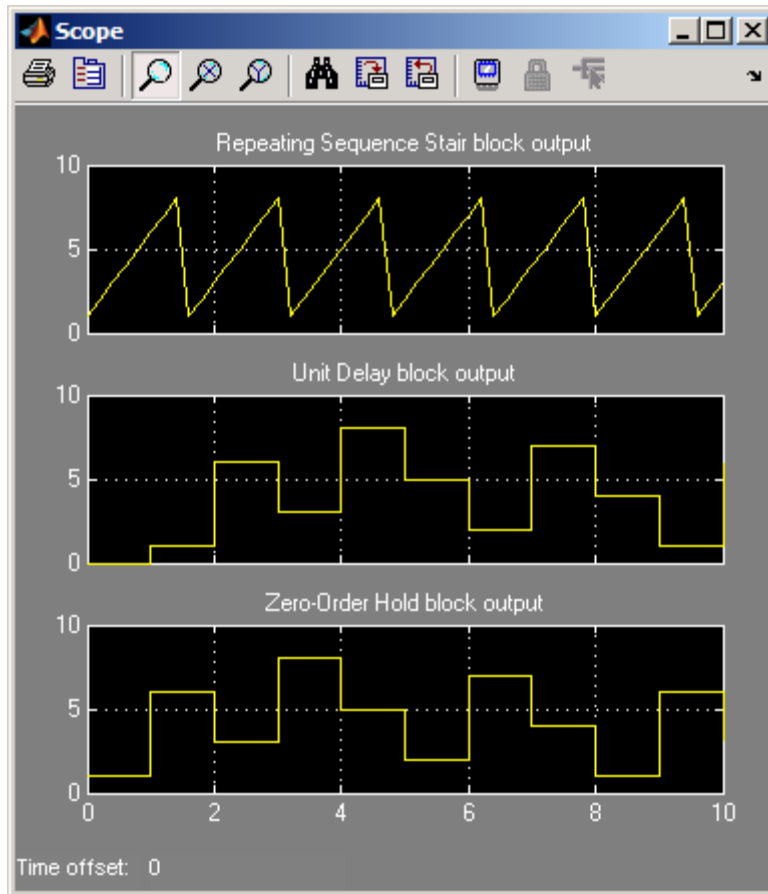 Scope
Repeating Sequence Stair block output
10
5
0
Unit Delay block output
10
5
0
Zero-Order Hold block output
10
5
0
0 2 4 6 8 10
Time offset: 0